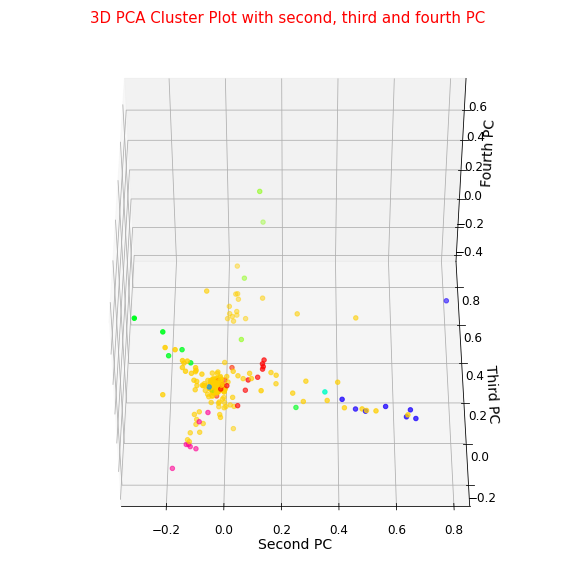 3D PCA Cluster Plot with second, third and fourth PC
0.6
0.4
0.2
0.0
−0.2
−0.4
Fourth PC
0.8
0.6
0.4
0.2
0.0
−0.2
Third PC
−0.2 0.0 0.2 0.4 0.6 0.8
Second PC